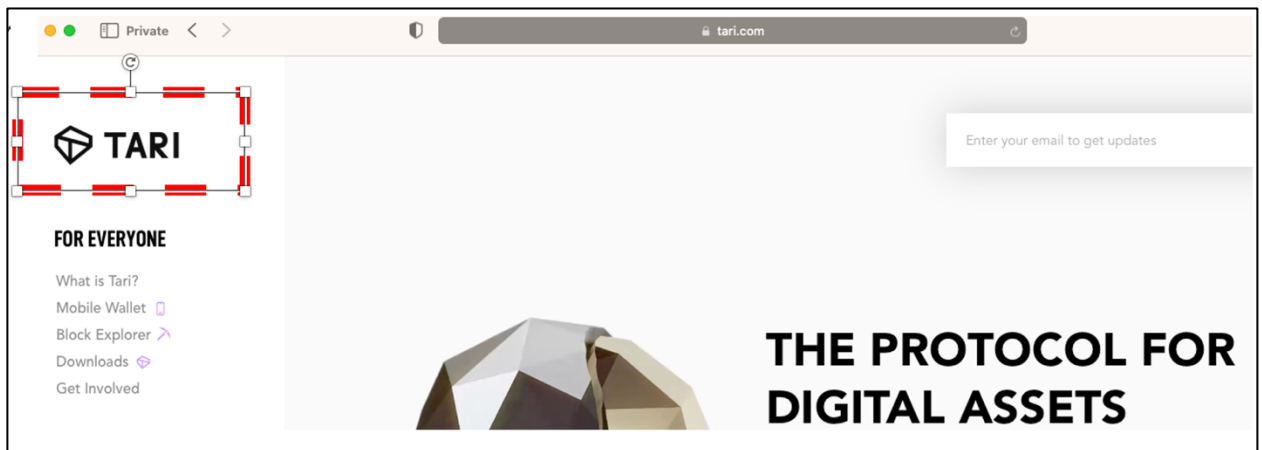 Private
tari.com
TARI
Enter your email to get updates
FOR EVERYONE
What is Tari?
Mobile Wallet
Block Explorer
Downloads
Get Involved
THE PROTOCOL FOR
DIGITAL ASSETS